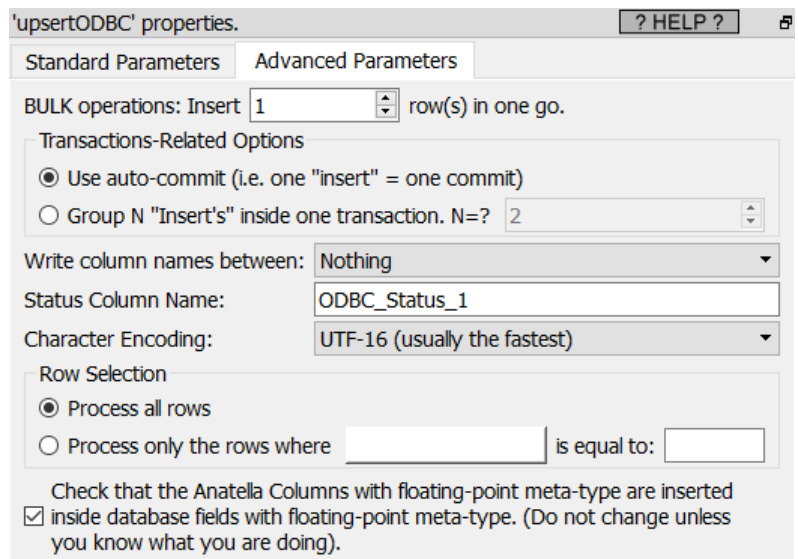 'upsertODBC' properties. ? HELP ?
Standard Parameters Advanced Parameters
BULK operations: Insert 1 row(s) in one go.
Transactions-Related Options
Use auto-commit (i.e. one "insert" = one commit)
Group N "Insert's" inside one transaction. N=? 2
Write column names between: Nothing
Status Column Name: ODBC_Status_1
Character Encoding: UTF-16 (usually the fastest)
Row Selection
Process all rows
Process only the rows where is equal to:
Check that the Anatella Columns with floating-point meta-type are inserted
inside database fields with floating-point meta-type. (Do not change unless
you know what you are doing).